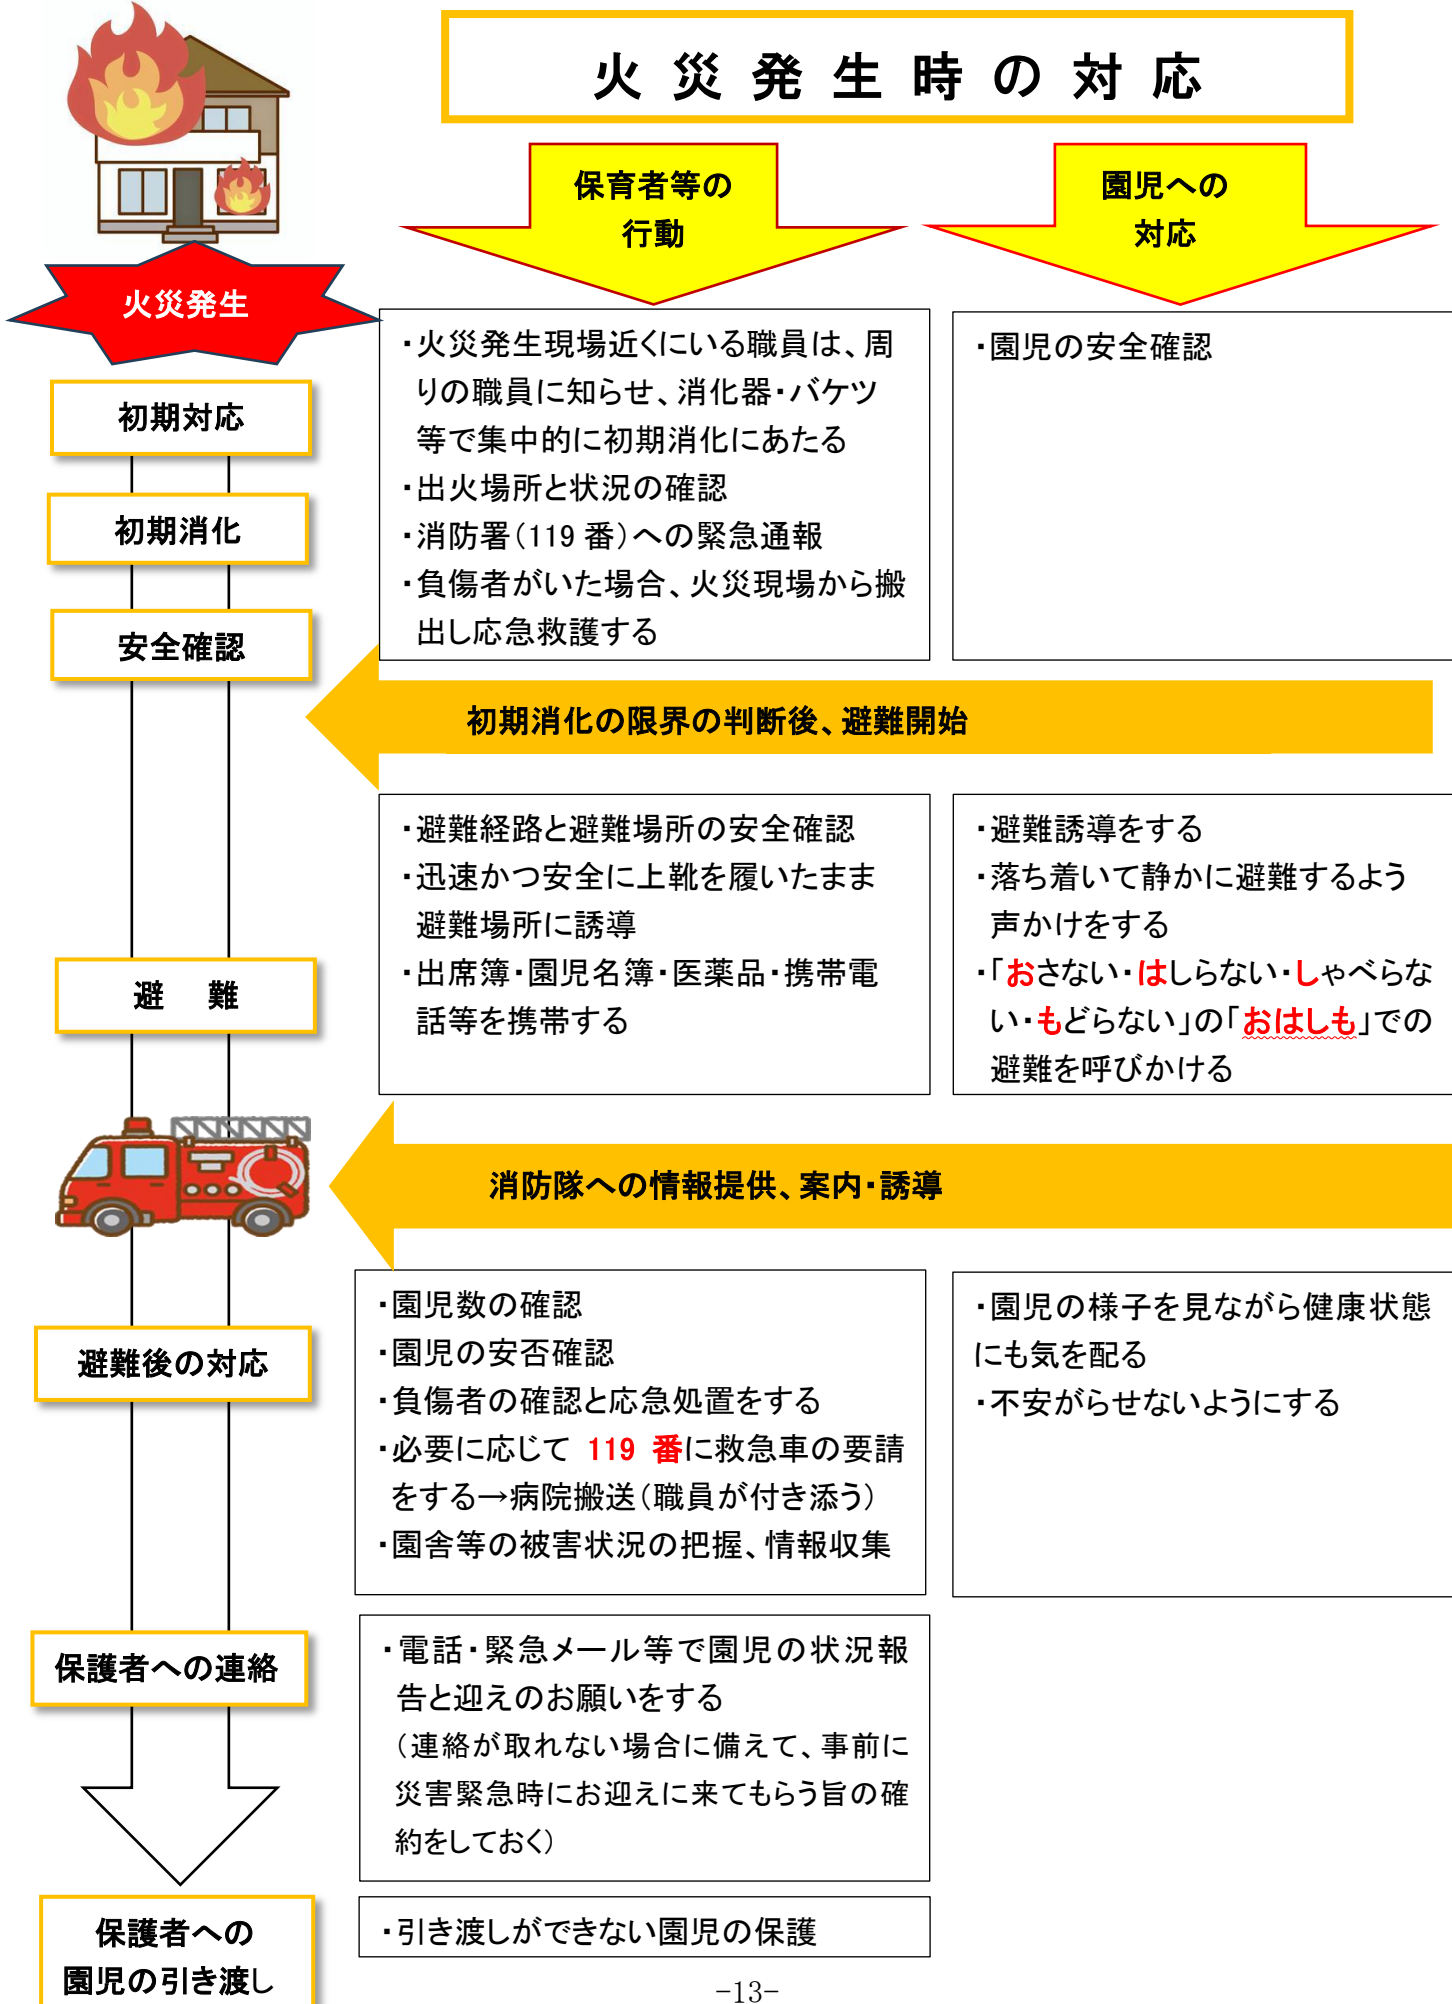 火災発生時の対応
保育者等の
行動
園児への
対応
火災発生
初期対応
初期消化
安全確認
・火災発生現場近くにいる職員は、周
りの職員に知らせ、消化器・バケツ
等で集中的に初期消化にあたる
・出火場所と状況の確認
・消防署(119 番)への緊急通報
・負傷者がいた場合、火災現場から搬
出し応急救護する
・園児の安全確認
初期消化の限界の判断後、避難開始
避　難
・避難経路と避難場所の安全確認
・迅速かつ安全に上靴を履いたまま
避難場所に誘導
・出席簿・園児名簿・医薬品・携帯電
話等を携帯する
・避難誘導をする
・落ち着いて静かに避難するよう
声かけをする
・「おさない・はしらない・しゃべらな
い・もどらない」の「おはしも」での
避難を呼びかける
消防隊への情報提供、案内・誘導
避難後の対応
・園児数の確認
・園児の安否確認
・負傷者の確認と応急処置をする
・必要に応じて 119 番に救急車の要請
をする→病院搬送(職員が付き添う)
・園舎等の被害状況の把握、情報収集
・園児の様子を見ながら健康状態
にも気を配る
・不安がらせないようにする
保護者への連絡
・電話・緊急メール等で園児の状況報
告と迎えのお願いをする
(連絡が取れない場合に備えて、事前に
災害緊急時にお迎えに来てもらう旨の確
約をしておく)
保護者への
園児の引き渡し
・引き渡しができない園児の保護
-13-